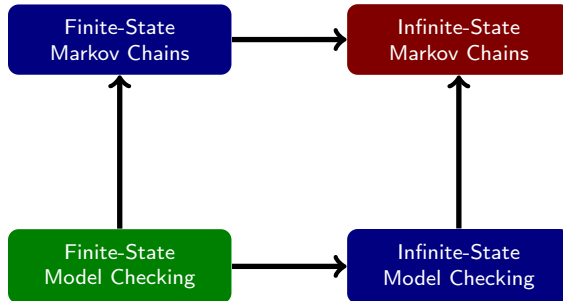 Finite-State
Markov Chains
Infinite-State
Markov Chains
Finite-State
Model Checking
Infinite-State
Model Checking